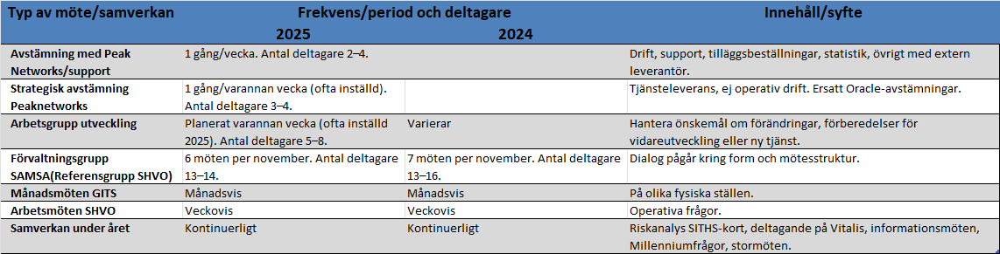 Typ av möte/samverkan Frekvens/period och deltagare Innehåll/syfte
2025 2024
Avstämning med Peak 1 gång/vecka. Antal deltagare 2–4. Drift, support, tilläggsbeställningar, statistik, övrigt med extern
Networks/support leverantör.
Strategisk avstämning 1 gång/varannan vecka (ofta inställd). Tjänsteleverans, ej operativ drift. Ersatt Oracle-avstämningar.
Peaknetworks Antal deltagare 3–4.
Arbetsgrupp utveckling Planerat varannan vecka (ofta inställd Varierar Hantera önskemål om förändringar, förberedelser för
2025). Antal deltagare 5–8. vidareutveckling eller ny tjänst.
Förvaltningsgrupp 6 möten per november. Antal deltagare 7 möten per november. Antal deltagare Dialog pågår kring form och mötesstruktur.
SAMSA(Referensgrupp SHVO) 13–14. 13–16.
Månadsmöten GITS Månadsvis Månadsvis På olika fysiska ställen.
Arbetsmöten SHVO Veckovis Veckovis Operativa frågor.
Samverkan under året Kontinuerligt Kontinuerligt Riskanalys SITHS-kort, deltagande på Vitalis, informationsmöten,
Millenniumfrågor, stormöten.